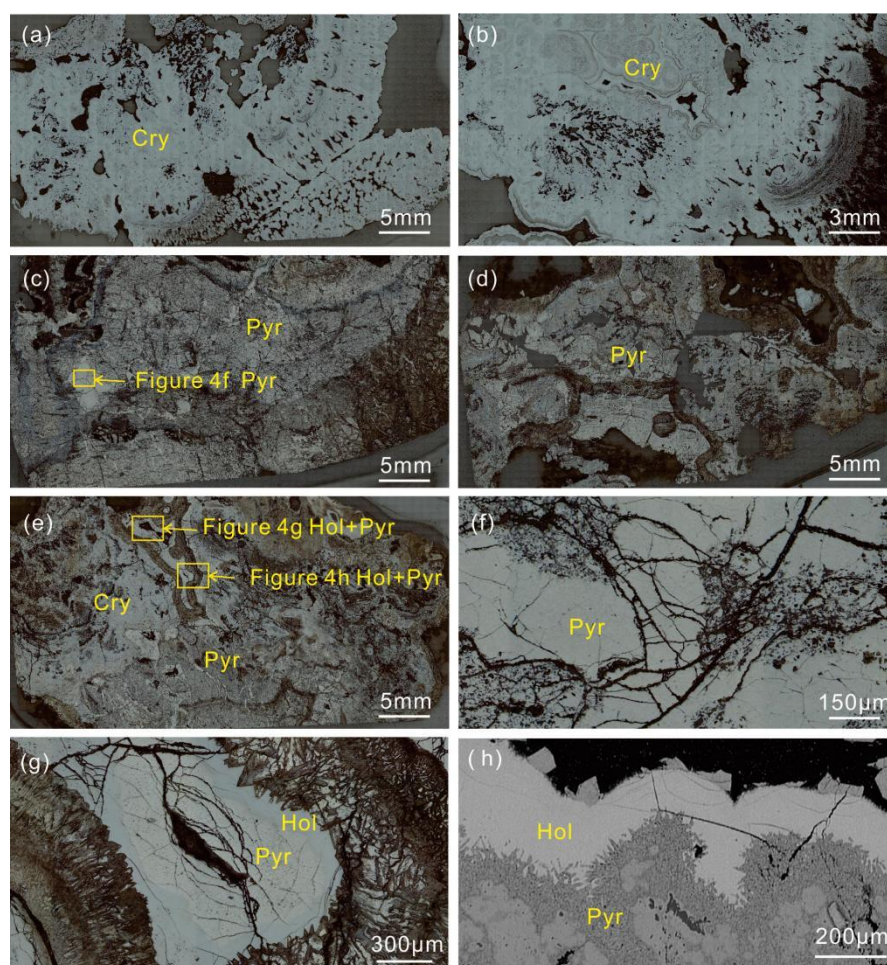 (a)
Cry
5mm
(b)
Cry
3mm
(c)
Pyr
Figure 4f Pyr
5mm
(d)
Pyr
5mm
(e)
Figure 4g Hol+Pyr
Figure 4h Hol+Pyr
Cry
Pyr
5mm
(f)
Pyr
150μm
(g)
Hol
Pyr
300μm
(h)
Hol
Pyr
200μm